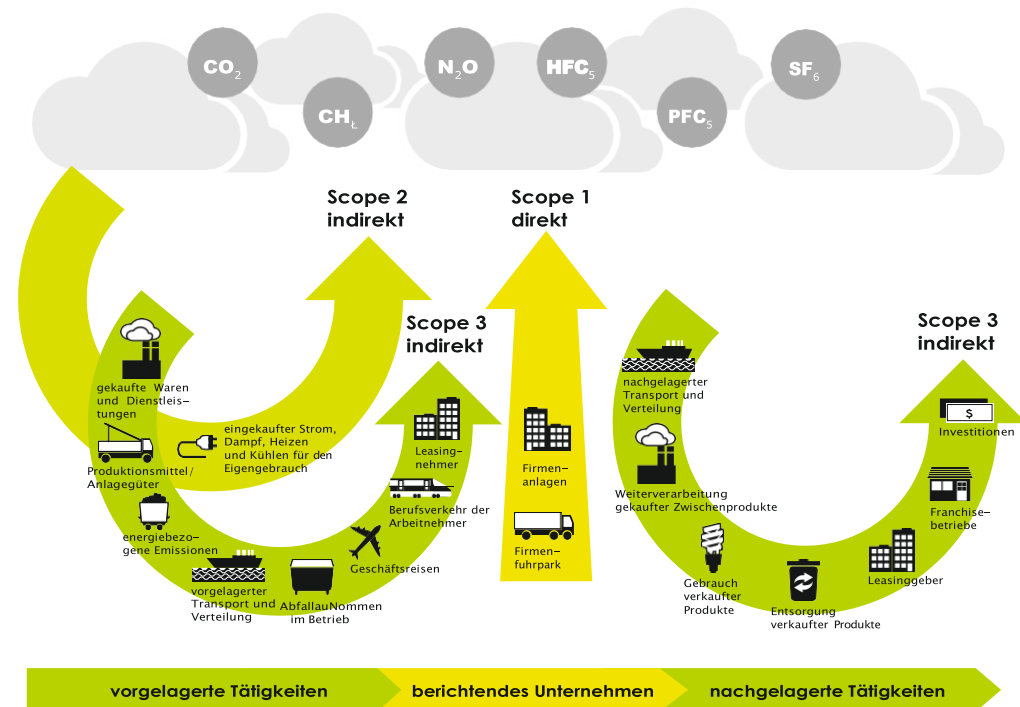 CO2
CHŁ
N2O
HFC5
PFC5
SF6
Scope 2
indirekt
Scope 1
direkt
Scope 3
indirekt
Scope 3
indirekt
gekaufte Waren
und Dienstleis–
tungen
Produktionsmittel/
Anlagegüter
eingekaufter Strom,
Dampf, Heizen
und Kühlen für den
Eigengebrauch
energiebezo–
gene Emissionen
vorgelagerter
Transport und
Verteilung
AbfallauNommen
im Betrieb
Geschäftsreisen
Berufsverkehr der
Arbeitnehmer
Leasing–
nehmer
Firmen–
anlagen
Firmen–
fuhrpark
nachgelagerter
Transport und
Verteilung
Weiterverarbeitung
gekaufter Zwischenprodukte
Gebrauch
verkaufter
Produkte
Entsorgung
verkaufter Produkte
Leasinggeber
Franchise–
betriebe
$
Investitionen
vorgelagerte Tätigkeiten
berichtendes Unternehmen
nachgelagerte Tätigkeiten